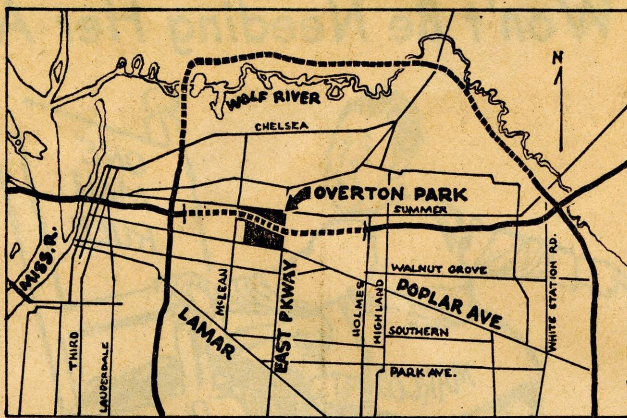 N
WOLF RIVER
CHELSEA
OVERTON PARK
SUMMER
MISS. R.
WALNUT GROVE
MCLEAN
EAST PKWAY
HOLMES
HIGHLAND
POPLAR AVE
WHITE STATION RD.
LAMAR
THIRD
LAUDERDALE
SOUTHERN
PARK AVE.